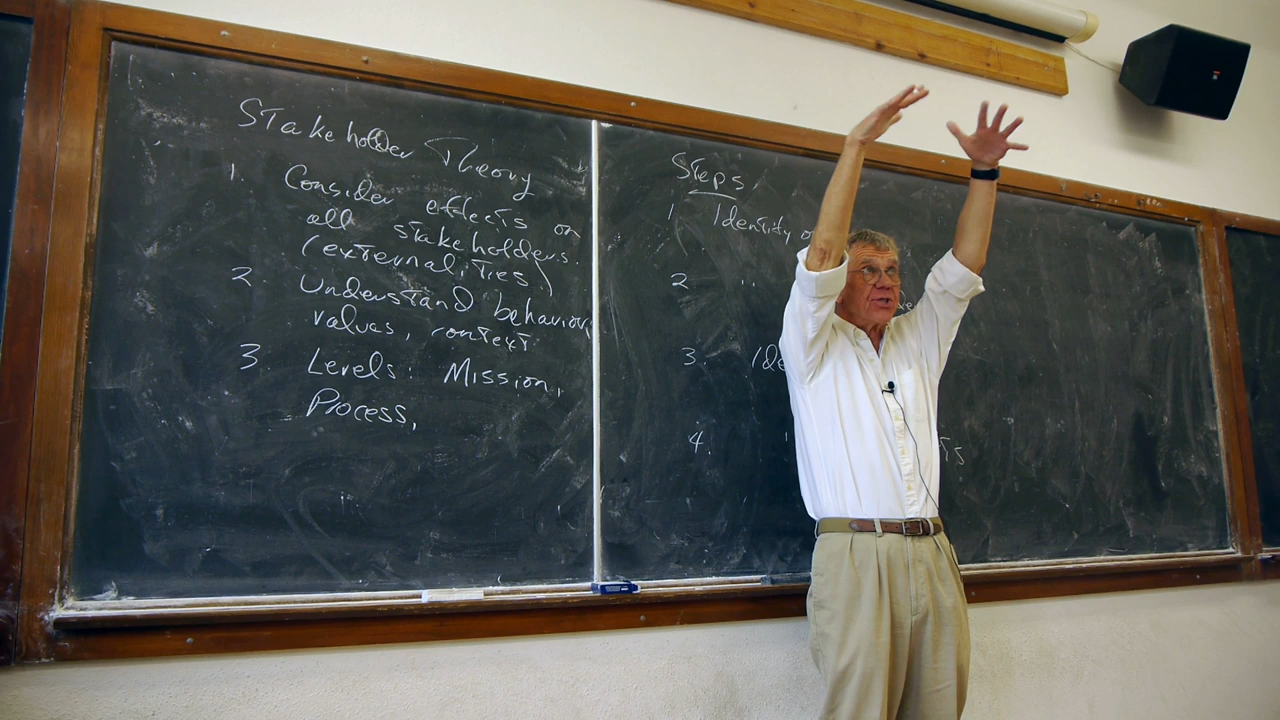 Stakeholder Theory
1. Consider effects on
all stakeholders.
(externalities)
2. Understand behavior,
values, context
3. Levels: Mission,
Process,
Steps
1 Identity
2 " "
3.
4.